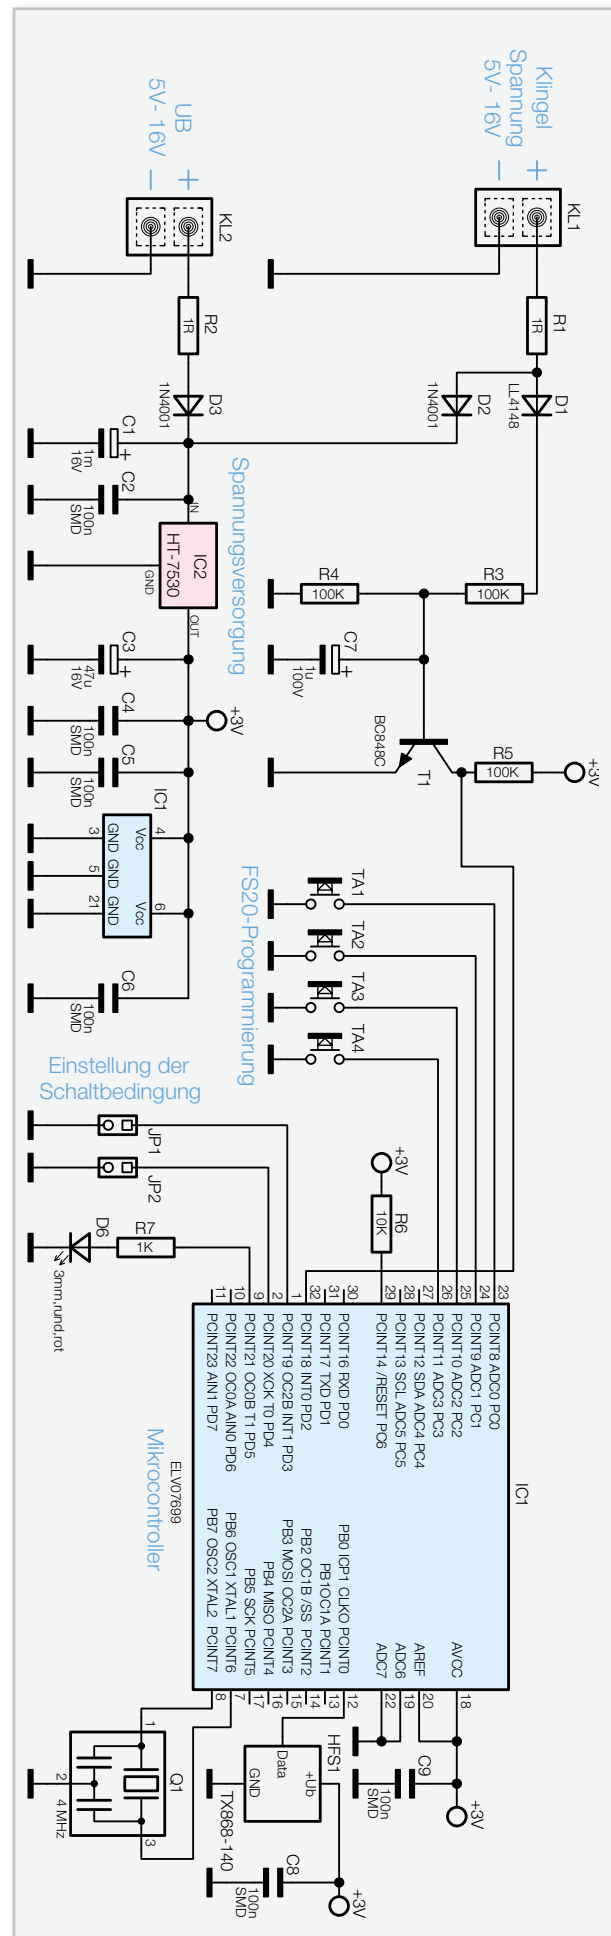 Klingel
Spannung
5V- 16V
+
−
KL1
R1
1R
D1
LL4148
D2
1N4001
R3
100K
R4
100K
C7
+
1u
100V
BC848C
T1
R5
100K
+3V
UB
5V- 16V
+
−
KL2
R2
1R
D3
1N4001
C1
+
1m
16V
C2
100n
SMD
Spannungsversorgung
IN
IC2
HT-7530
GND
OUT
C3
+
47u
16V
C4
100n
SMD
+3V
C5
100n
SMD
IC1
4
Vcc
6
Vcc
3
GND
5
GND
21
GND
C6
100n
SMD
FS20-Programmierung
TA1
TA2
TA3
TA4
Einstellung der
Schaltbedingung
JP1
JP2
D6
3mm,rund,rot
R7
1K
+3V
R6
10K
IC1
23
PCINT8 ADC0 PC0
24
PCINT9 ADC1 PC1
25
PCINT10 ADC2 PC2
26
PCINT11 ADC3 PC3
27
PCINT12 SDA ADC4 PC4
28
PCINT13 SCL ADC5 PC5
29
PCINT14 /RESET PC6
30
PCINT16 RXD PD0
31
PCINT17 TXD PD1
32
PCINT18 INT0 PD2
1
PCINT19 OC2B INT1 PD3
2
PCINT20 XCK T0 PD4
9
PCINT21 OC0B T1 PD5
10
PCINT22 OC0A AIN0 PD6
11
PCINT23 AIN1 PD7
ELV07699
Mikrocontroller
AVCC
18
AREF
20
ADC6
19
ADC7
22
PB0 ICP1 CLKO PCINT0
12
PB1OC1A PCINT1
13
PB2 OC1B /SS PCINT2
14
PB3 MOSI OC2A PCINT3
15
PB4 MISO PCINT4
16
PB5 SCK PCINT5
17
PB6 OSC1 XTAL1 PCINT6
7
PB7 OSC2 XTAL2 PCINT7
8
+3V
C9
100n
SMD
HFS1
+Ub
Data
GND
TX868-140
+3V
C8
100n
SMD
Q1
1
2
3
4 MHz